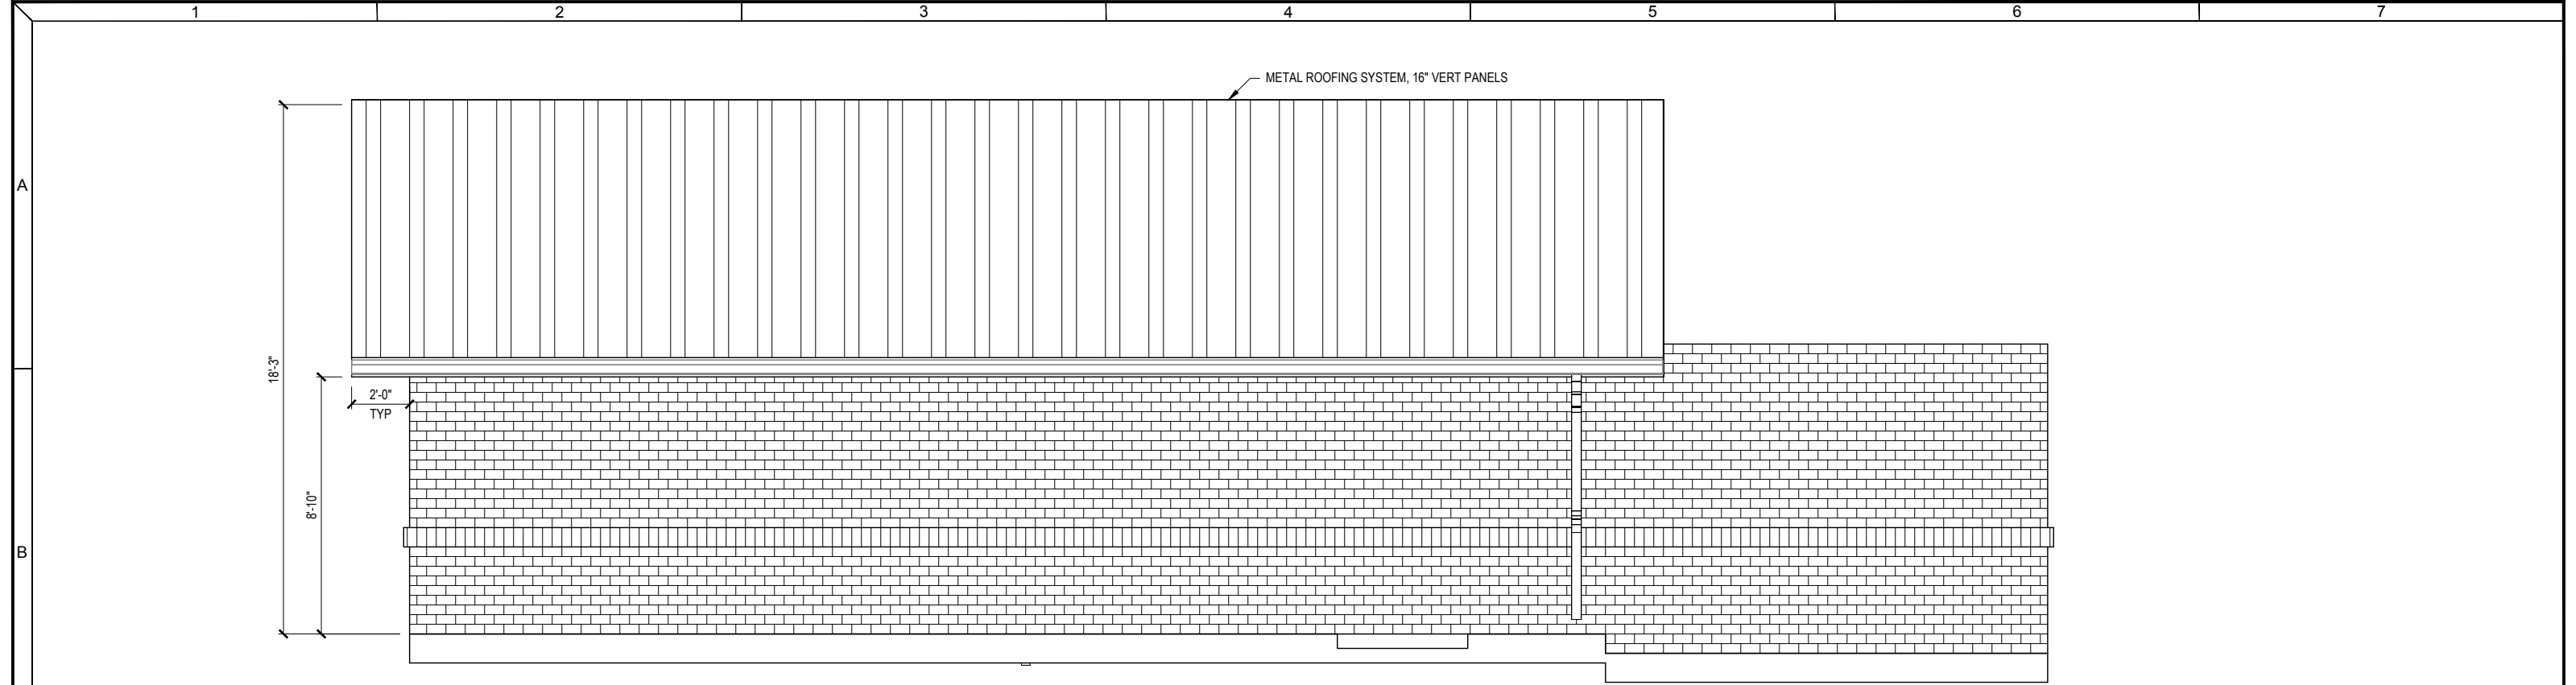 1 2 3 4 5 6 7
METAL ROOFING SYSTEM, 16" VERT PANELS
A
18'-3"
2'-0"
TYP
8'-10"
B